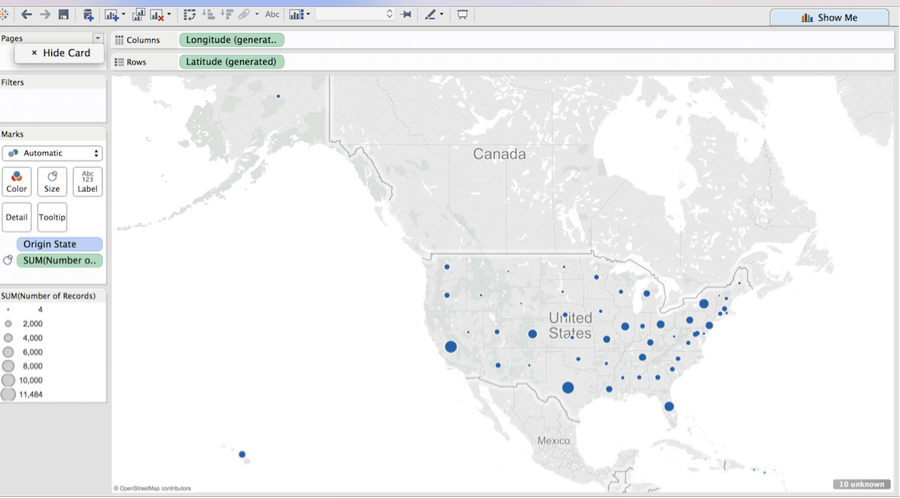 Abc
Show Me
Pages
× Hide Card
Columns
Longitude (generat..
Rows
Latitude (generated)
Filters
Marks
Automatic
Color
Size
Abc
123
Label
Detail
Tooltip
Origin State
SUM(Number o..
SUM(Number of Records)
4
2,000
4,000
6,000
8,000
10,000
11,484
Canada
United
States
Mexico
© OpenStreetMap contributors
10 unknown